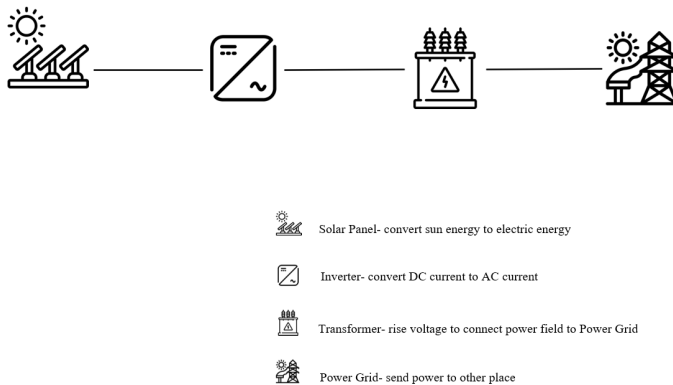 Solar Panel- convert sun energy to electric energy
Inverter- convert DC current to AC current
Transformer- rise voltage to connect power field to Power Grid
Power Grid- send power to other place